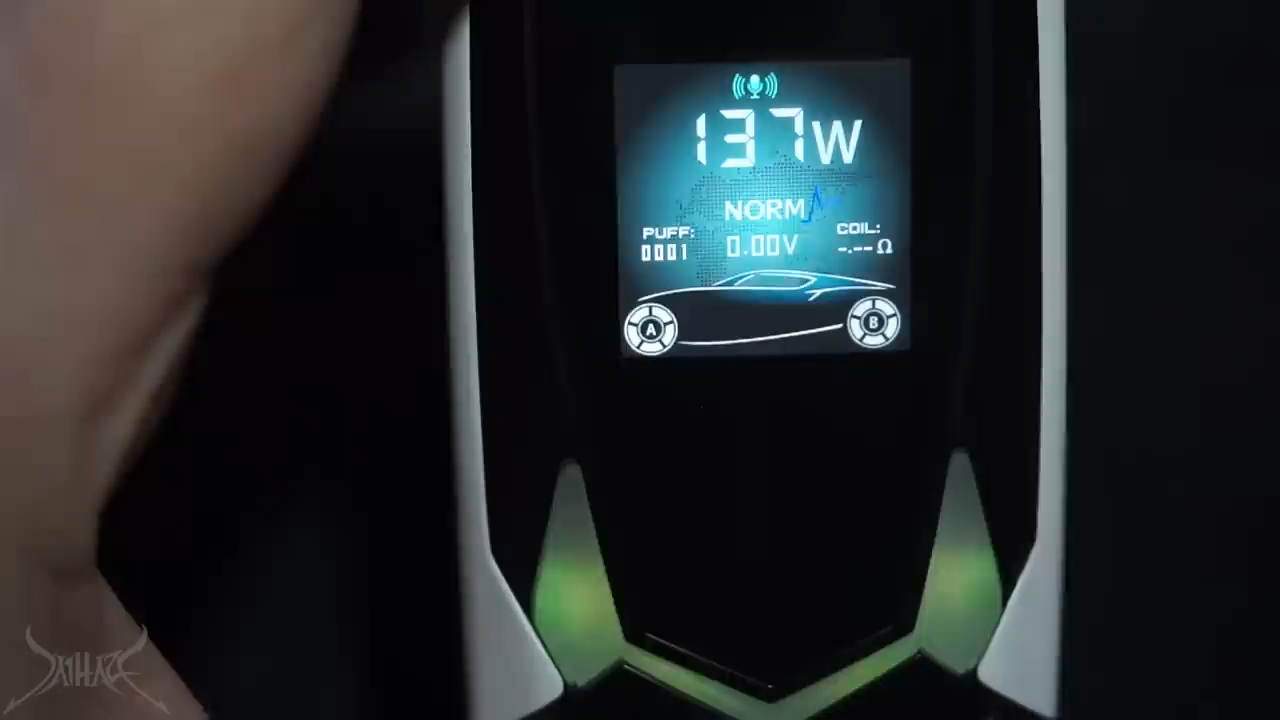 137W
NORM
PUFF:
0001
0.00V
COIL:
-.--Ω
A
B